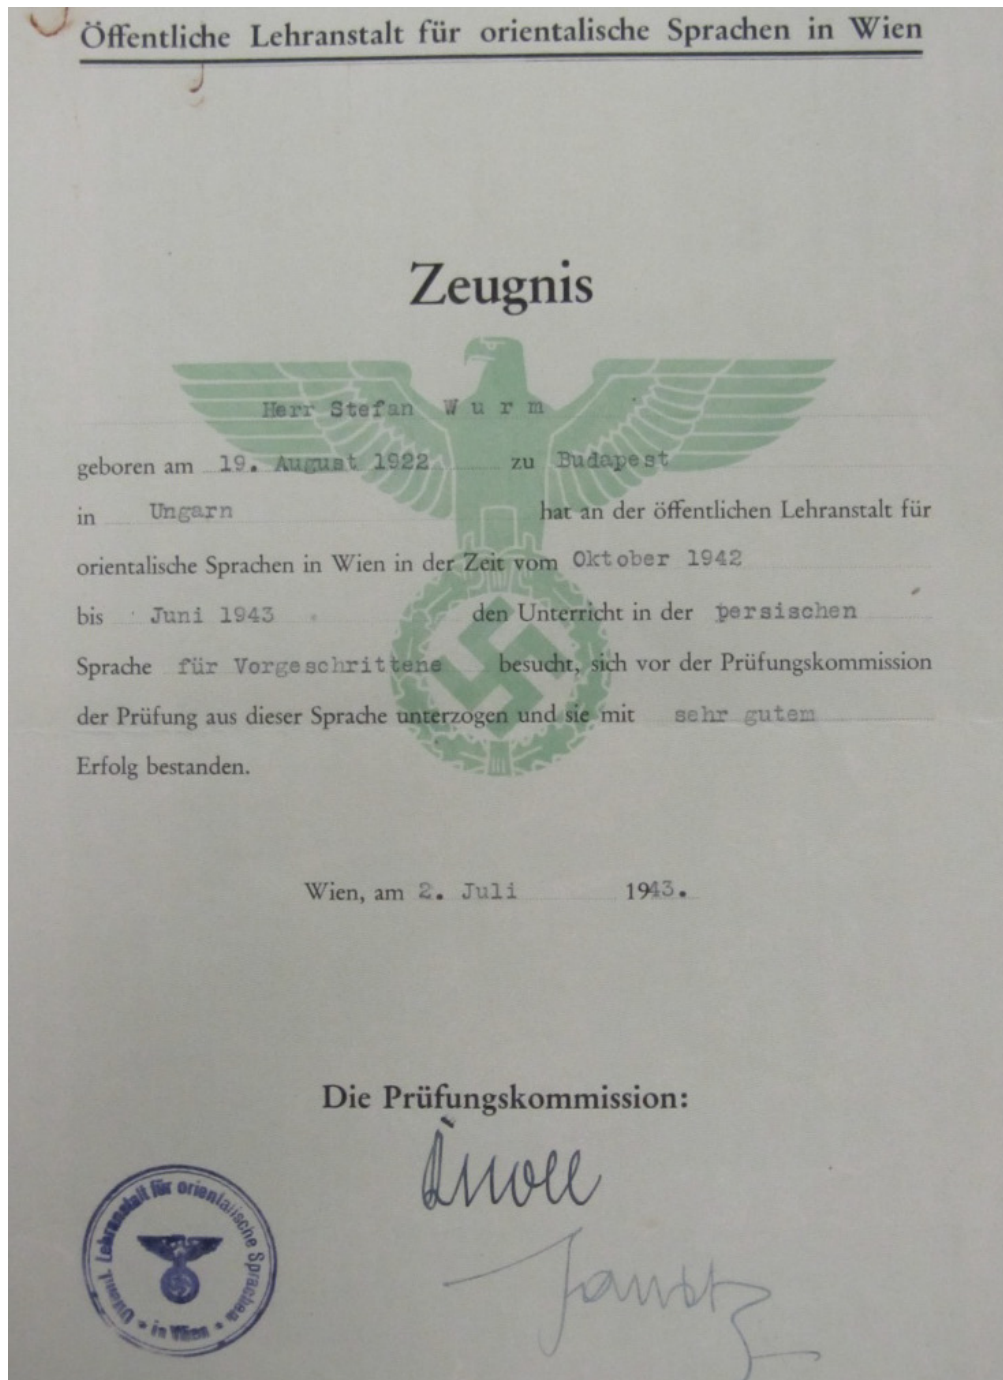 Öffentliche Lehranstalt für orientalische Sprachen in Wien
Zeugnis
Herr Stefan Wurm
geboren am 19. August 1922 zu Budapest
in Ungarn hat an der öffentlichen Lehranstalt für
orientalische Sprachen in Wien in der Zeit vom Oktober 1942
bis Juni 1943 den Unterricht in der persischen
Sprache für Vorgeschrittene besucht, sich vor der Prüfungskommission
der Prüfung aus dieser Sprache unterzogen und sie mit sehr gutem
Erfolg bestanden.
Wien, am 2. Juli 1943.
Die Prüfungskommission:
Knoll
Lehranstalt für orientalische Sprachen
in Wien